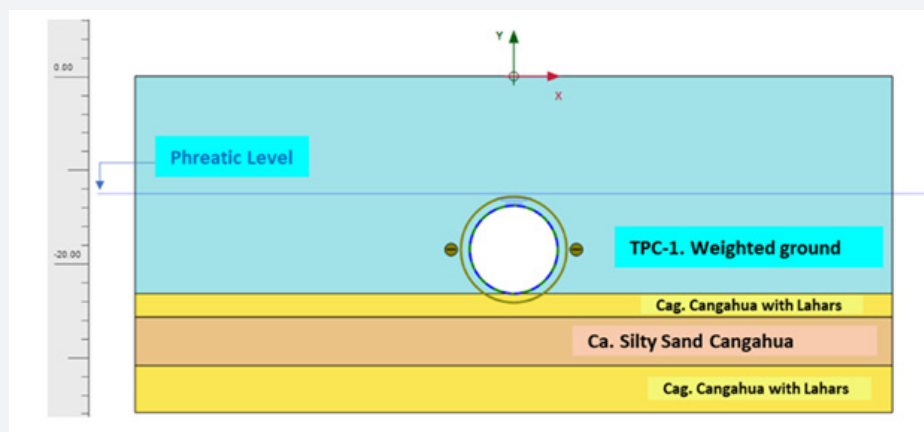 Y
0.00
X
Phreatic Level
TPC-1. Weighted ground
-20.00
Cag. Cangahua with Lahars
Ca. Silty Sand Cangahua
Cag. Cangahua with Lahars